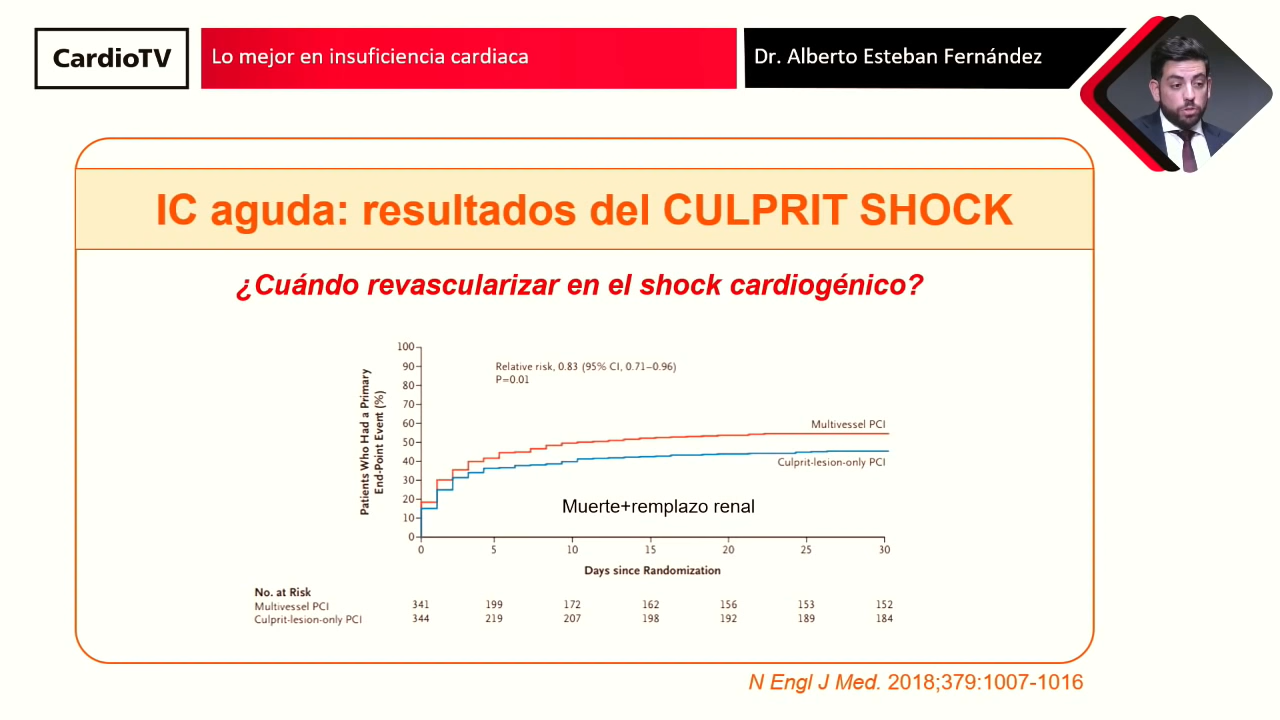 CardioTV
Lo mejor en insuficiencia cardiaca
Dr. Alberto Esteban Fernández
IC aguda: resultados del CULPRIT SHOCK
¿Cuándo revascularizar en el shock cardiogénico?
Patients Who Had a Primary
End-Point Event (%)
100
90
80
70
60
50
40
30
20
10
0
Relative risk, 0.83 (95% CI, 0.71–0.96)
P=0.01
Multivessel PCI
Culprit-lesion-only PCI
Muerte+remplazo renal
0 5 10 15 20 25 30
Days since Randomization
No. at Risk
Multivessel PCI 341 199 172 162 156 153 152
Culprit-lesion-only PCI 344 219 207 198 192 189 184
N Engl J Med. 2018;379:1007-1016